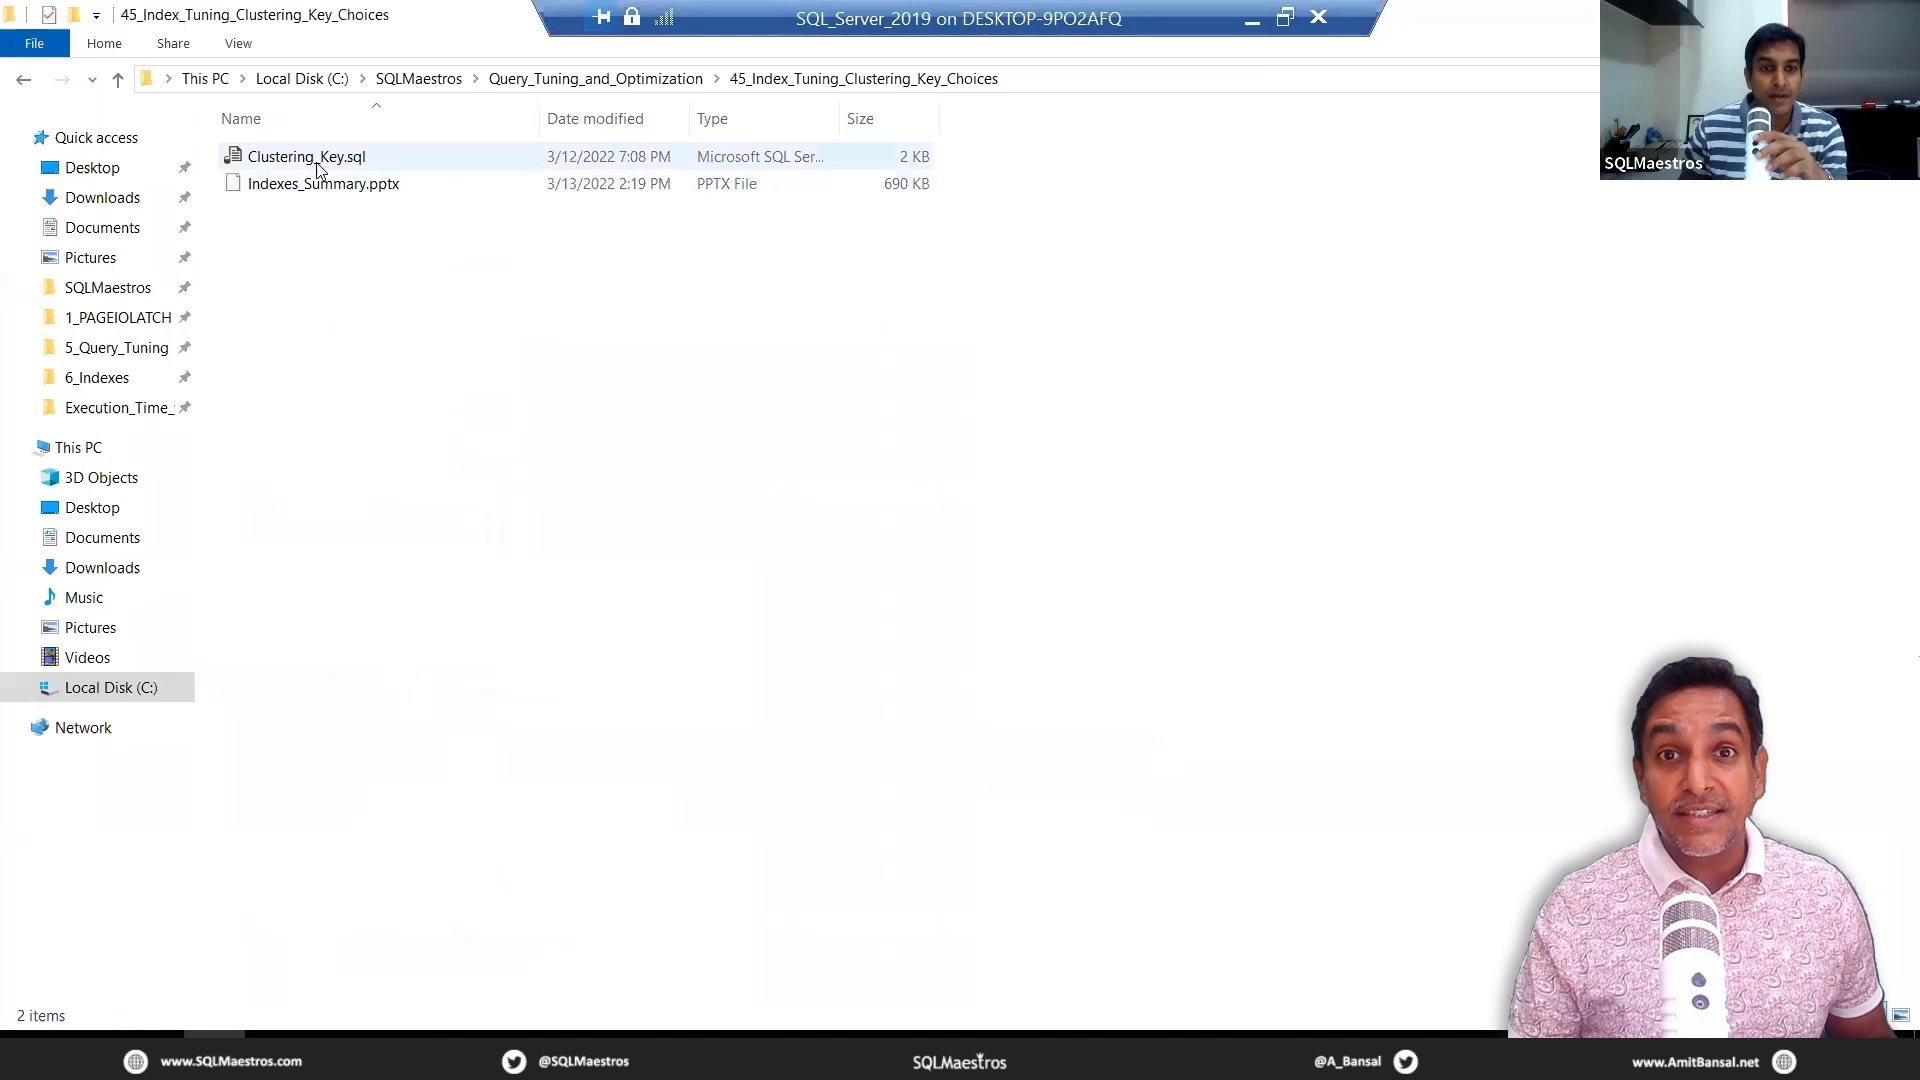 45_Index_Tuning_Clustering_Key_Choices
SQL_Server_2019 on DESKTOP-9PO2AFQ
File Home Share View
This PC Local Disk (C:) SQLMaestros Query_Tuning_and_Optimization 45_Index_Tuning_Clustering_Key_Choices
Name Date modified Type Size
Clustering_Key.sql 3/12/2022 7:08 PM Microsoft SQL Ser... 2 KB
Indexes_Summary.pptx 3/13/2022 2:19 PM PPTX File 690 KB
Quick access
Desktop
Downloads
Documents
Pictures
SQLMaestros
1_PAGEIOLATCH
5_Query_Tuning
6_Indexes
Execution_Time_
This PC
3D Objects
Desktop
Documents
Downloads
Music
Pictures
Videos
Local Disk (C:)
Network
2 items
SQLMaestros
www.SQLMaestros.com @SQLMaestros SQLMaestros @A_Bansal www.AmitBansal.net